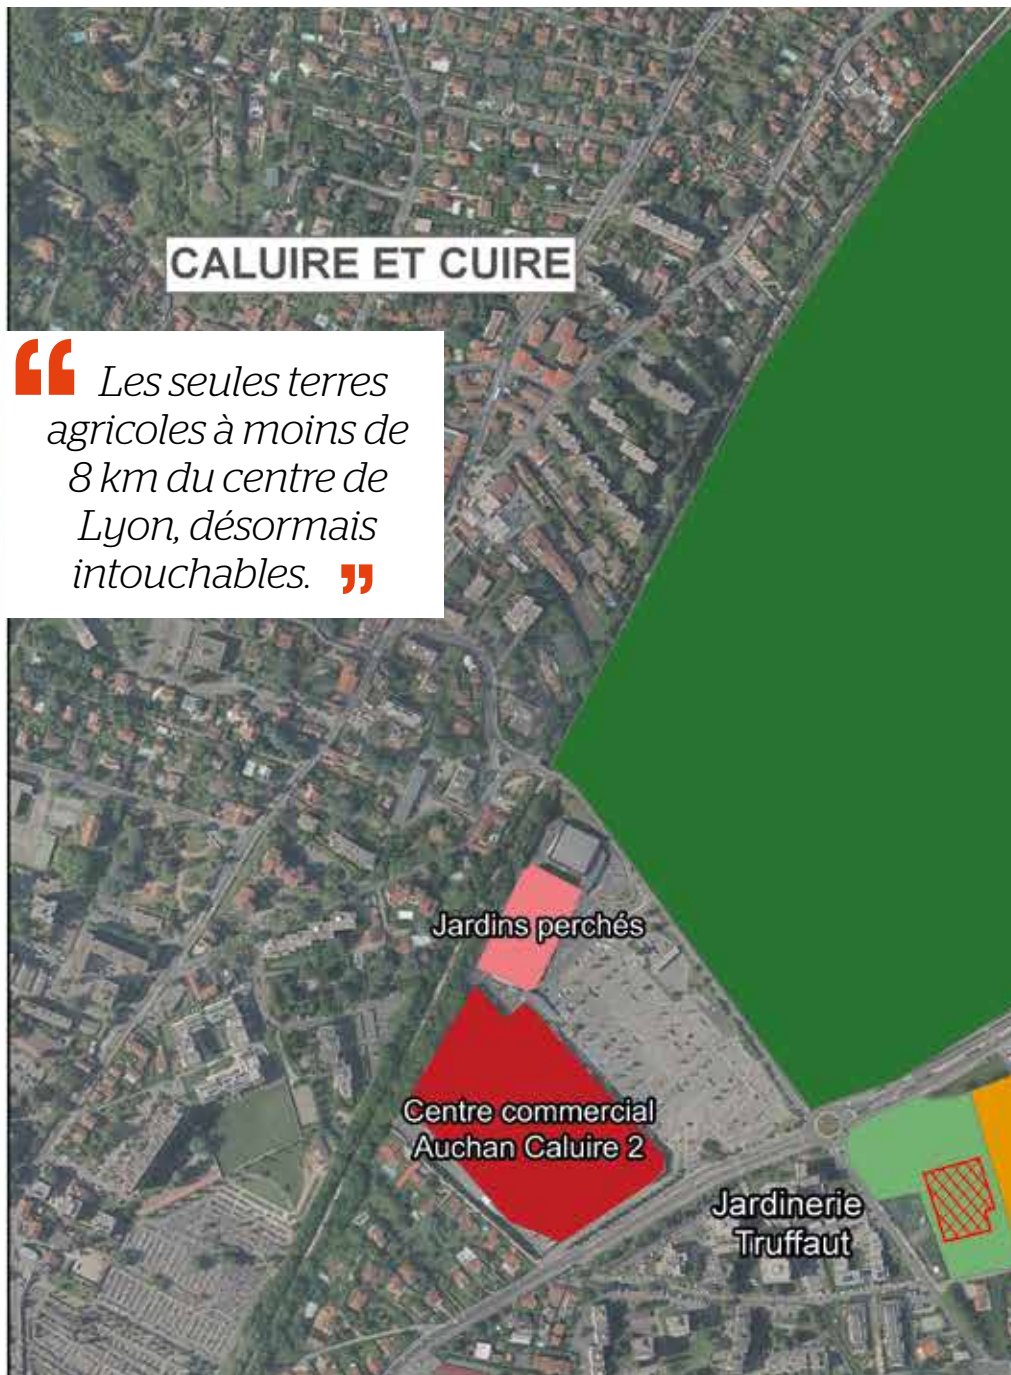 CALUIRE ET CUIRE
“ Les seules terres
agricoles à moins de
8 km du centre de
Lyon, désormais
intouchables. ”
Jardins perchés
Centre commercial
Auchan Caluire 2
Jardinerie
Truffaut